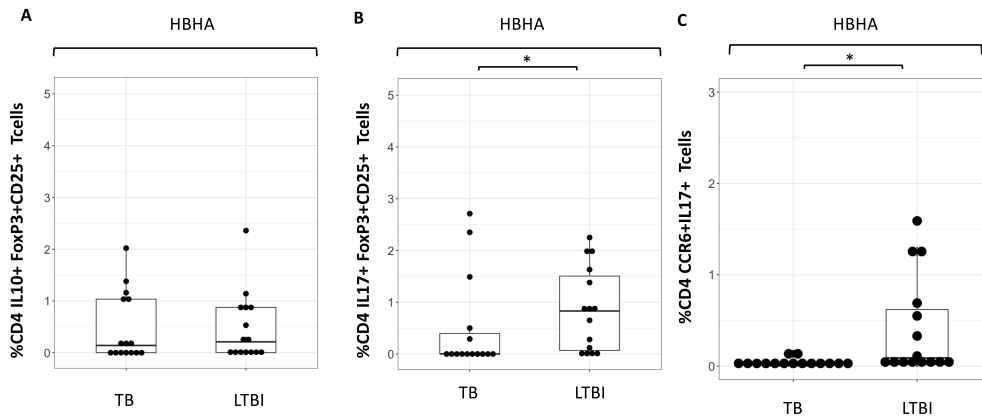 A
HBHA
%CD4 IL10+ FoxP3+CD25+ Tcells
5
4
3
2
1
0
TB
LTBI
B
HBHA
*
%CD4 IL17+ FoxP3+CD25+ Tcells
5
4
3
2
1
0
TB
LTBI
C
HBHA
*
%CD4 CCR6+IL17+ Tcells
3
2
1
0
TB
LTBI